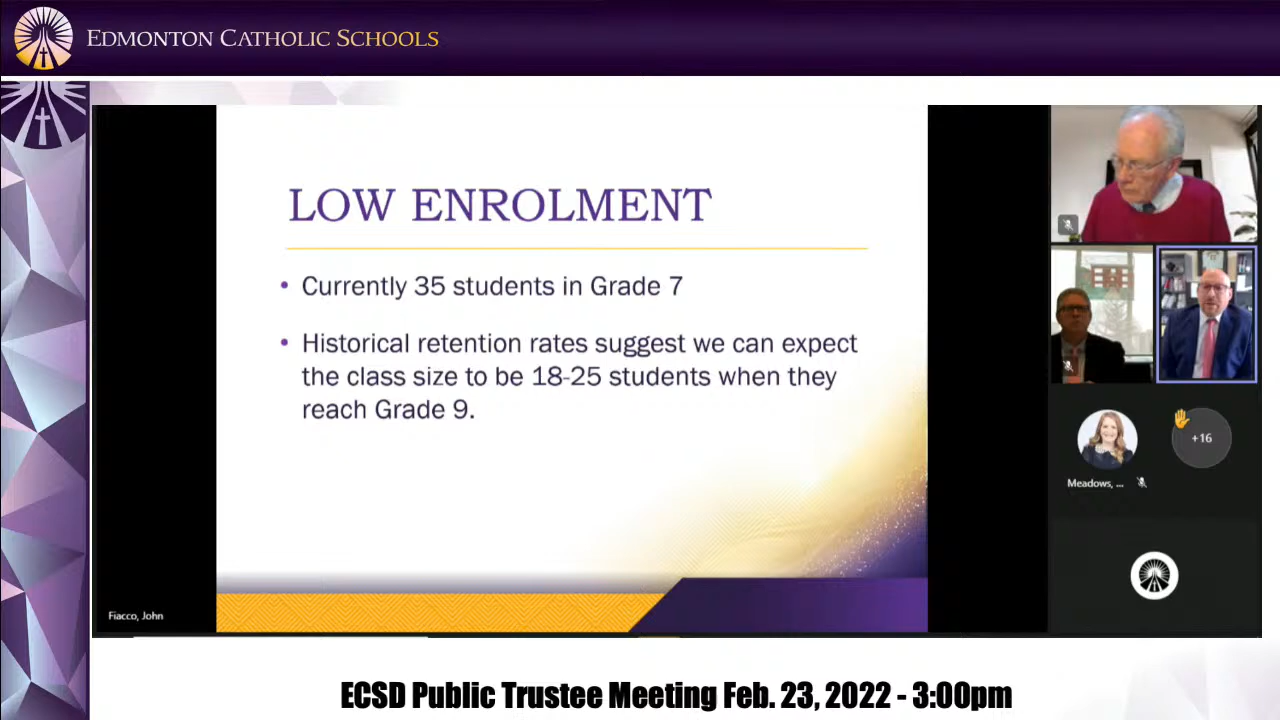 EDMONTON CATHOLIC SCHOOLS
LOW ENROLMENT
• Currently 35 students in Grade 7
• Historical retention rates suggest we can expect
the class size to be 18-25 students when they
reach Grade 9.
+16
Meadows, ...
Fiacco, John
ECSD Public Trustee Meeting Feb. 23, 2022 - 3:00pm